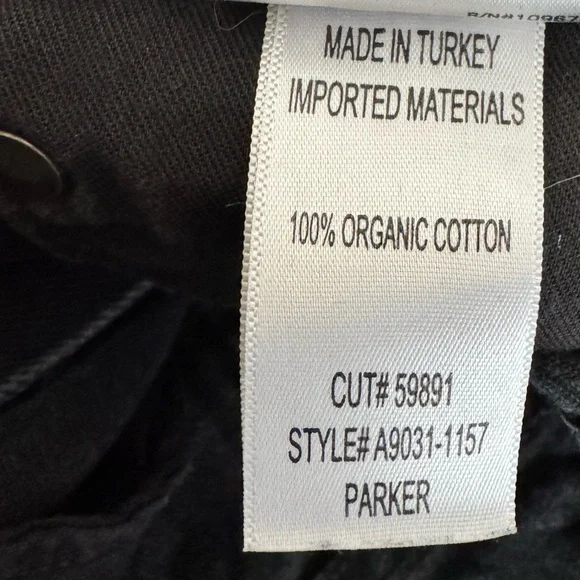 MADE IN TURKEY
IMPORTED MATERIALS
100% ORGANIC COTTON
CUT# 59891
STYLE# A9031-1157
PARKER